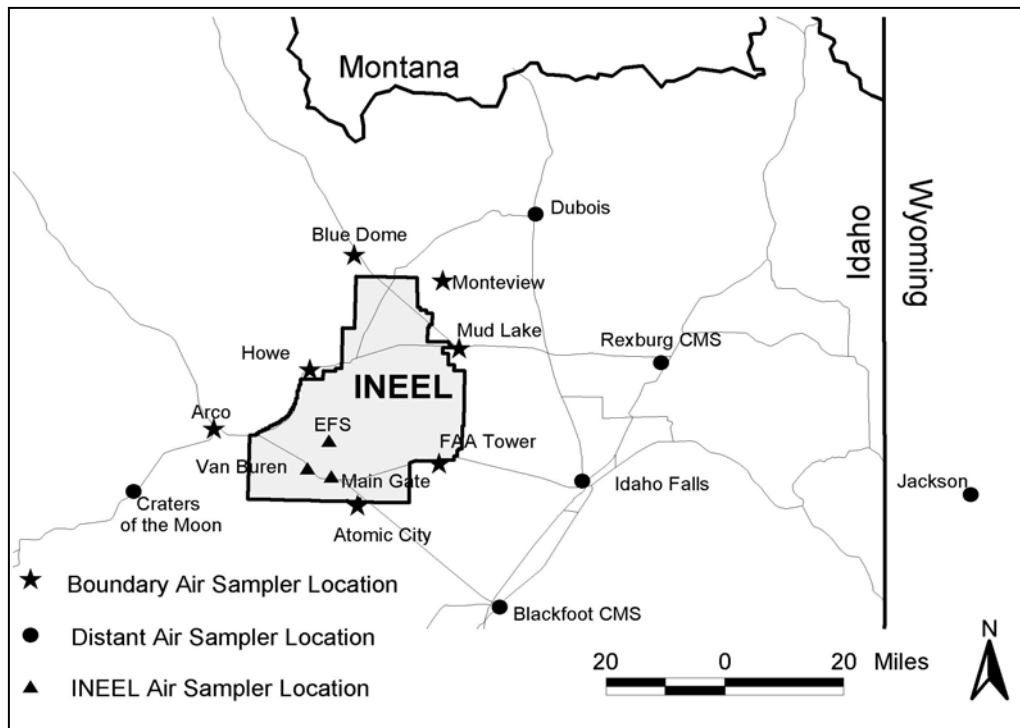 Montana
Dubois
Blue Dome
Monteview
Idaho
Wyoming
Mud Lake
Rexburg CMS
Howe
INEEL
Arco
EFS
FAA Tower
Van Buren
Main Gate
Idaho Falls
Jackson
Craters
of the Moon
Atomic City
Blackfoot CMS
Boundary Air Sampler Location
Distant Air Sampler Location
INEEL Air Sampler Location
20 0 20 Miles
N